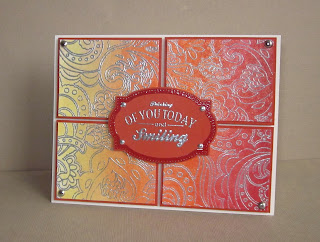 Thinking
OF YOU TODAY
and
Smiling